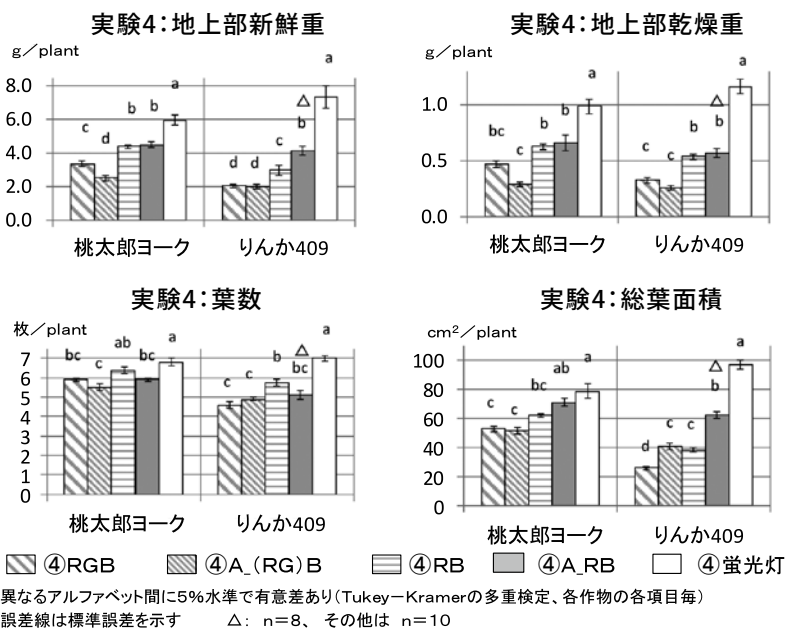 実験4：地上部新鮮重
g／plant
8.0
6.0
4.0
2.0
0.0
c d b b a
d d c △ b a
桃太郎ヨーク りんか409
実験4：地上部乾燥重
g／plant
1.0
0.5
0.0
bc c b b a
c c b △ b a
桃太郎ヨーク りんか409
実験4：葉数
枚／plant
7
6
5
4
3
2
1
0
bc c ab bc a
c c b △ bc a
桃太郎ヨーク りんか409
実験4：総葉面積
cm²／plant
100
80
60
40
20
0
c c bc ab a
d c c △ b a
桃太郎ヨーク りんか409
④RGB ④A_（RG）B ④RB ④A_RB ④蛍光灯
異なるアルファベット間に5％水準で有意差あり（Tukey－Kramerの多重検定、各作物の各項目毎）
誤差線は標準誤差を示す △： n＝8、 その他は n＝10